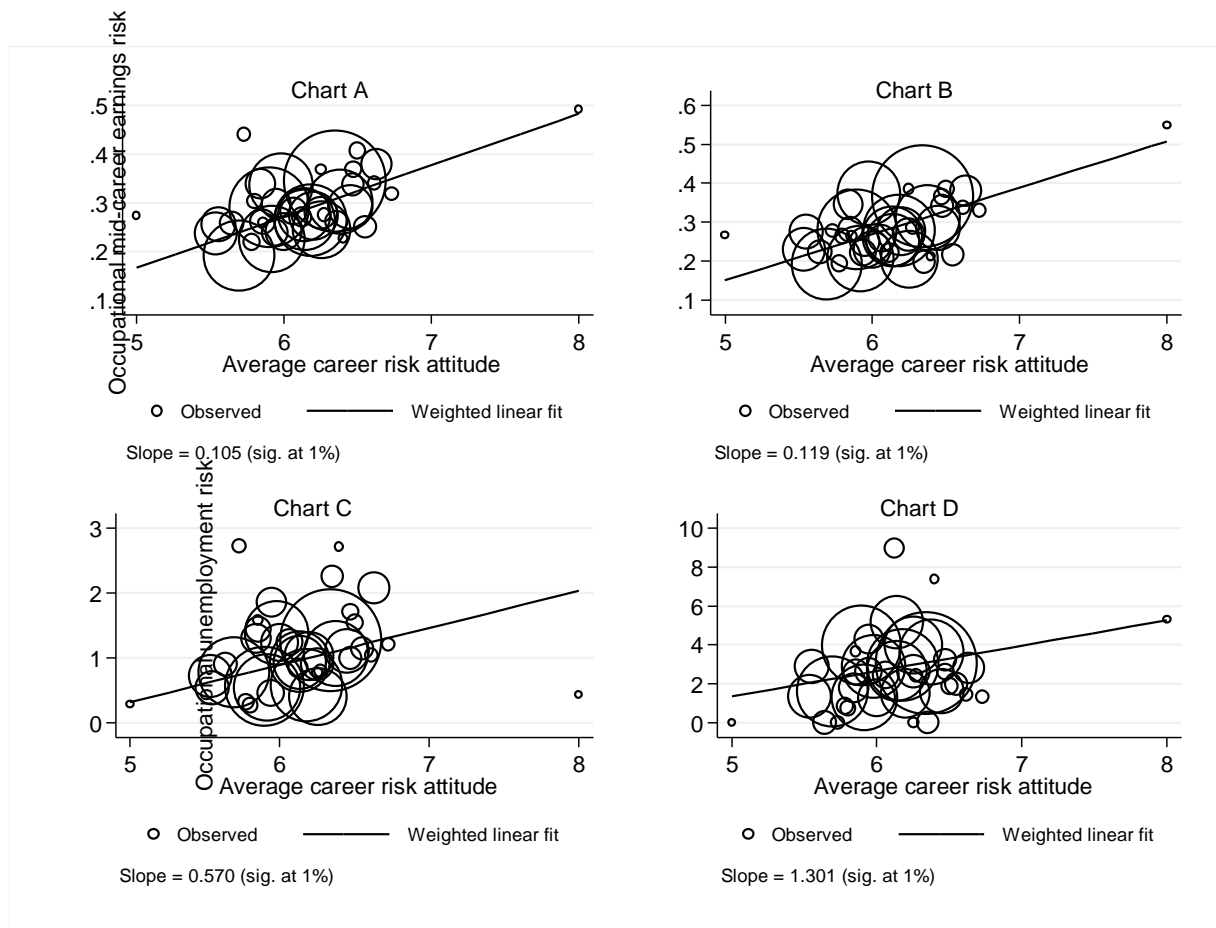 Occupational mid-career earnings risk
Chart A
.5
.4
.3
.2
.1
5 6 7 8
Average career risk attitude
Observed Weighted linear fit
Slope = 0.105 (sig. at 1%)
Chart B
.6
.5
.4
.3
.2
.1
5 6 7 8
Average career risk attitude
Observed Weighted linear fit
Slope = 0.119 (sig. at 1%)
Occupational unemployment risk
Chart C
3
2
1
0
5 6 7 8
Average career risk attitude
Observed Weighted linear fit
Slope = 0.570 (sig. at 1%)
Chart D
10
8
6
4
2
0
5 6 7 8
Average career risk attitude
Observed Weighted linear fit
Slope = 1.301 (sig. at 1%)